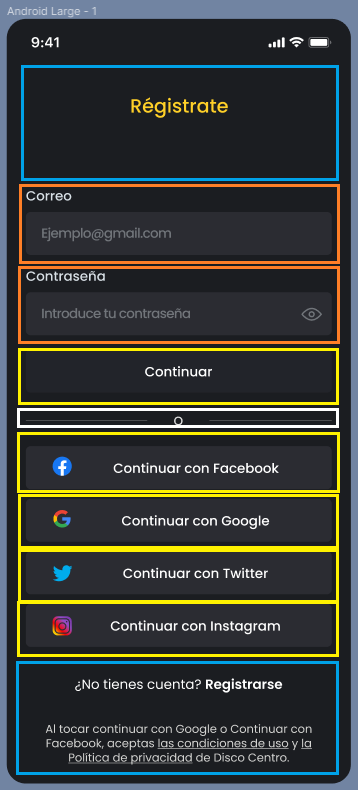 Android Large - 1
9:41
Régistrate
Correo
Ejemplo@gmail.com
Contraseña
Introduce tu contraseña
Continuar
O
Continuar con Facebook
Continuar con Google
Continuar con Twitter
Continuar con Instagram
¿No tienes cuenta? Registrarse
Al tocar continuar con Google o Continuar con
Facebook, aceptas las condiciones de uso y la
Política de privacidad de Disco Centro.